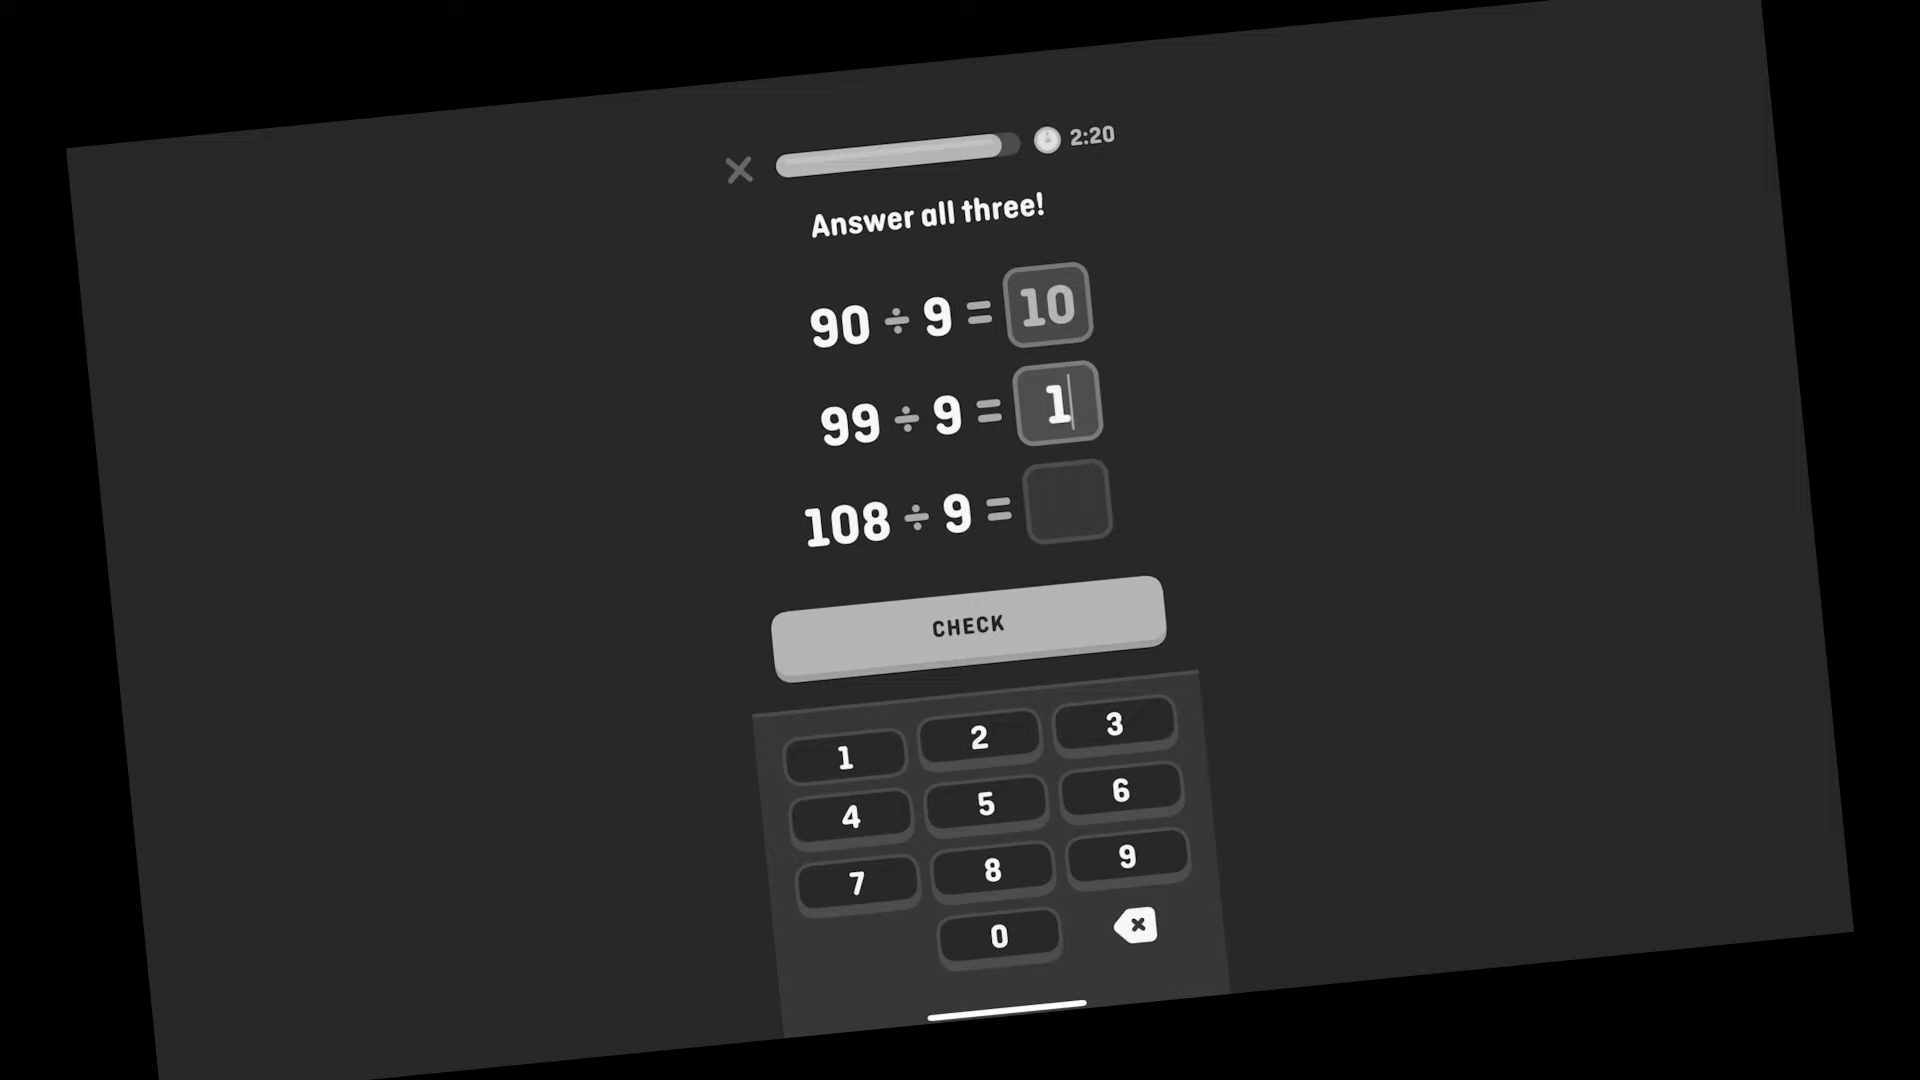 2:20
Answer all three!
90 ÷ 9 = 10
99 ÷ 9 = 1
108 ÷ 9 =
CHECK
1 2 3
4 5 6
7 8 9
0